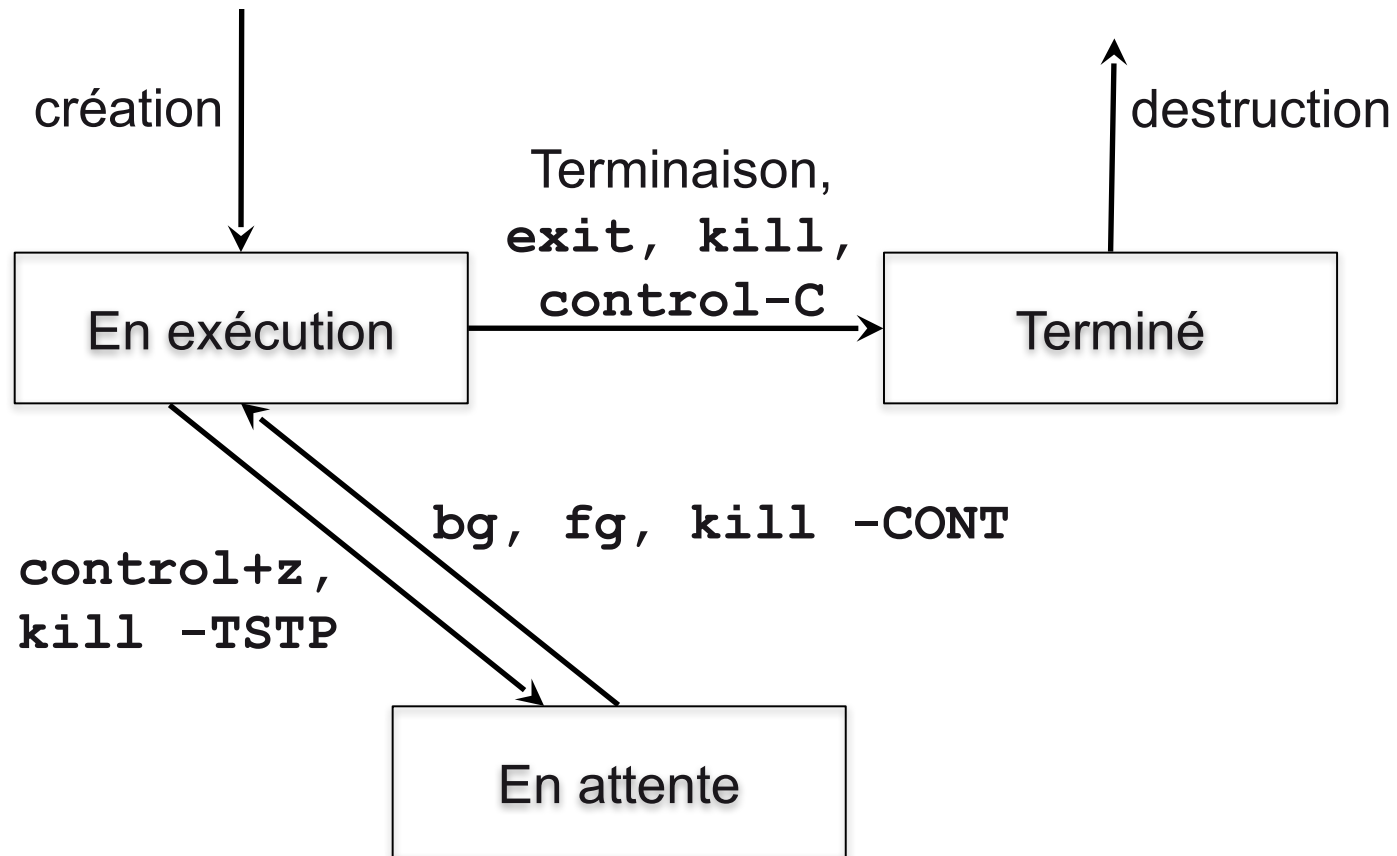 création
destruction
Terminaison,
exit, kill,
control-C
En exécution
Terminé
bg, fg, kill -CONT
control+z,
kill -TSTP
En attente